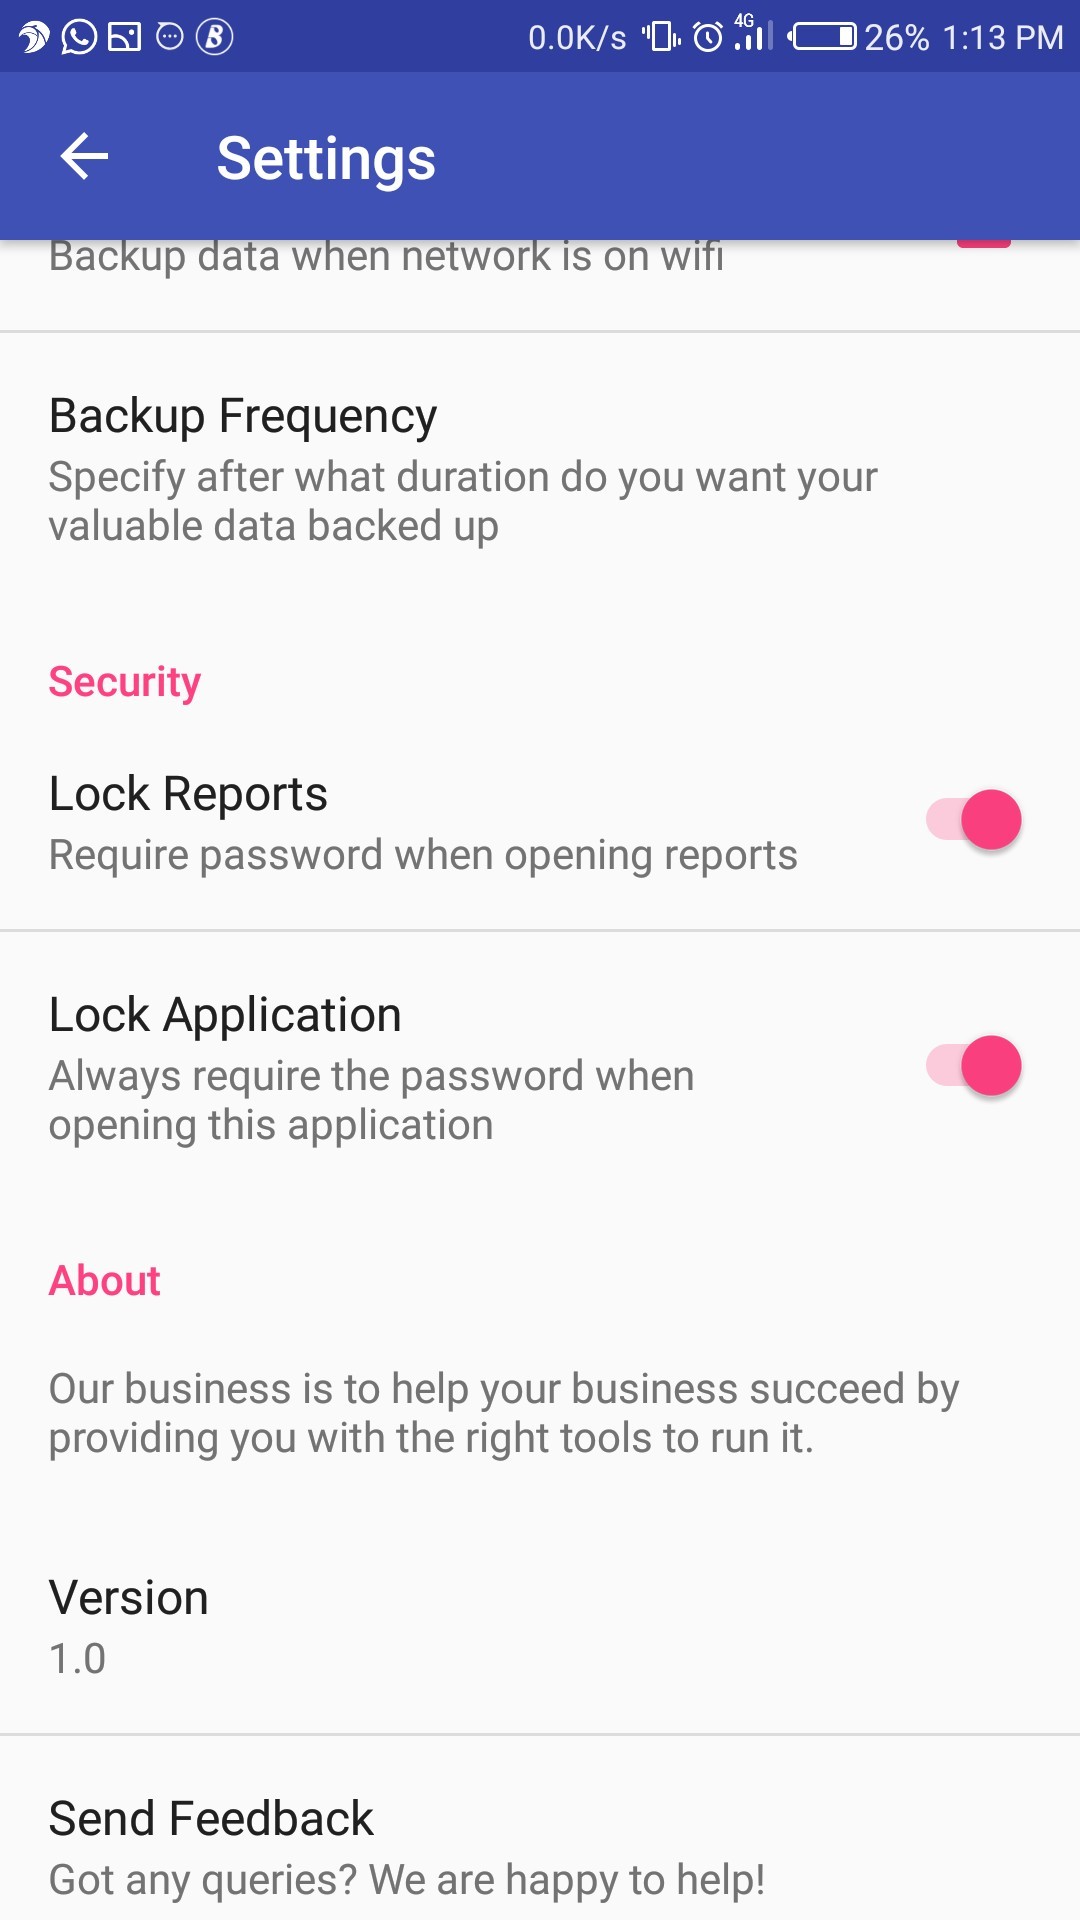 0.0K/s 4G 26% 1:13 PM
Settings
Backup data when network is on wifi
Backup Frequency
Specify after what duration do you want your
valuable data backed up
Security
Lock Reports
Require password when opening reports
Lock Application
Always require the password when
opening this application
About
Our business is to help your business succeed by
providing you with the right tools to run it.
Version
1.0
Send Feedback
Got any queries? We are happy to help!